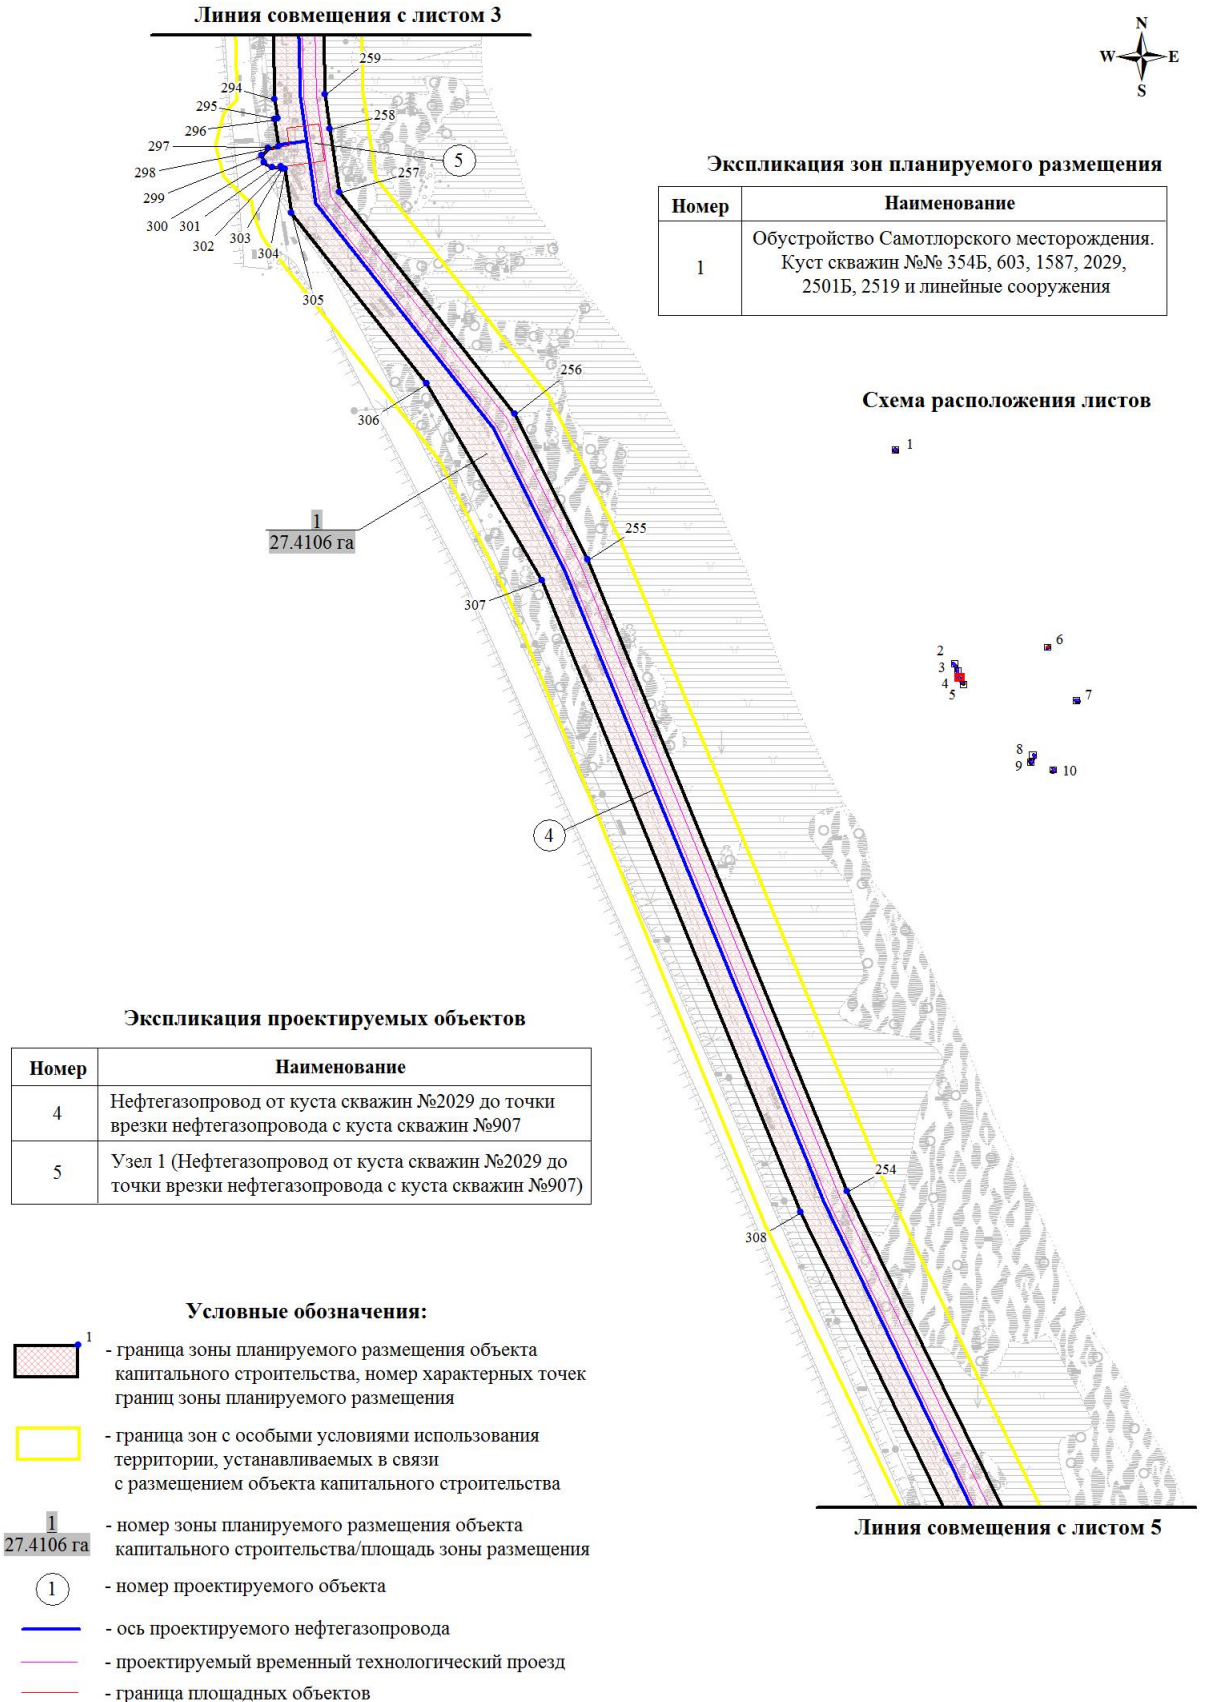 Линия совмещения с листом 3
N
W
E
S
259
294
295
258
296
297
5
257
298
299
300
301
302
303
304
305
Экспликация зон планируемого размещения
Номер
Наименование
1
Обустройство Самотлорского месторождения.
Куст скважин №№ 354Б, 603, 1587, 2029,
2501Б, 2519 и линейные сооружения
256
306
Схема расположения листов
1
1
27.4106 га
255
307
2
3
4
5
6
7
8
9
10
4
Экспликация проектируемых объектов
Номер
Наименование
4
Нефтегазопровод от куста скважин №2029 до точки
врезки нефтегазопровода с куста скважин №907
5
Узел 1 (Нефтегазопровод от куста скважин №2029 до
точки врезки нефтегазопровода с куста скважин №907)
254
308
Условные обозначения:
1
- граница зоны планируемого размещения объекта
капитального строительства, номер характерных точек
границ зоны планируемого размещения
- граница зон с особыми условиями использования
территории, устанавливаемых в связи
с размещением объекта капитального строительства
1
27.4106 га
- номер зоны планируемого размещения объекта
капитального строительства/площадь зоны размещения
1
- номер проектируемого объекта
- ось проектируемого нефтегазопровода
- проектируемый временный технологический проезд
- граница площадных объектов
Линия совмещения с листом 5